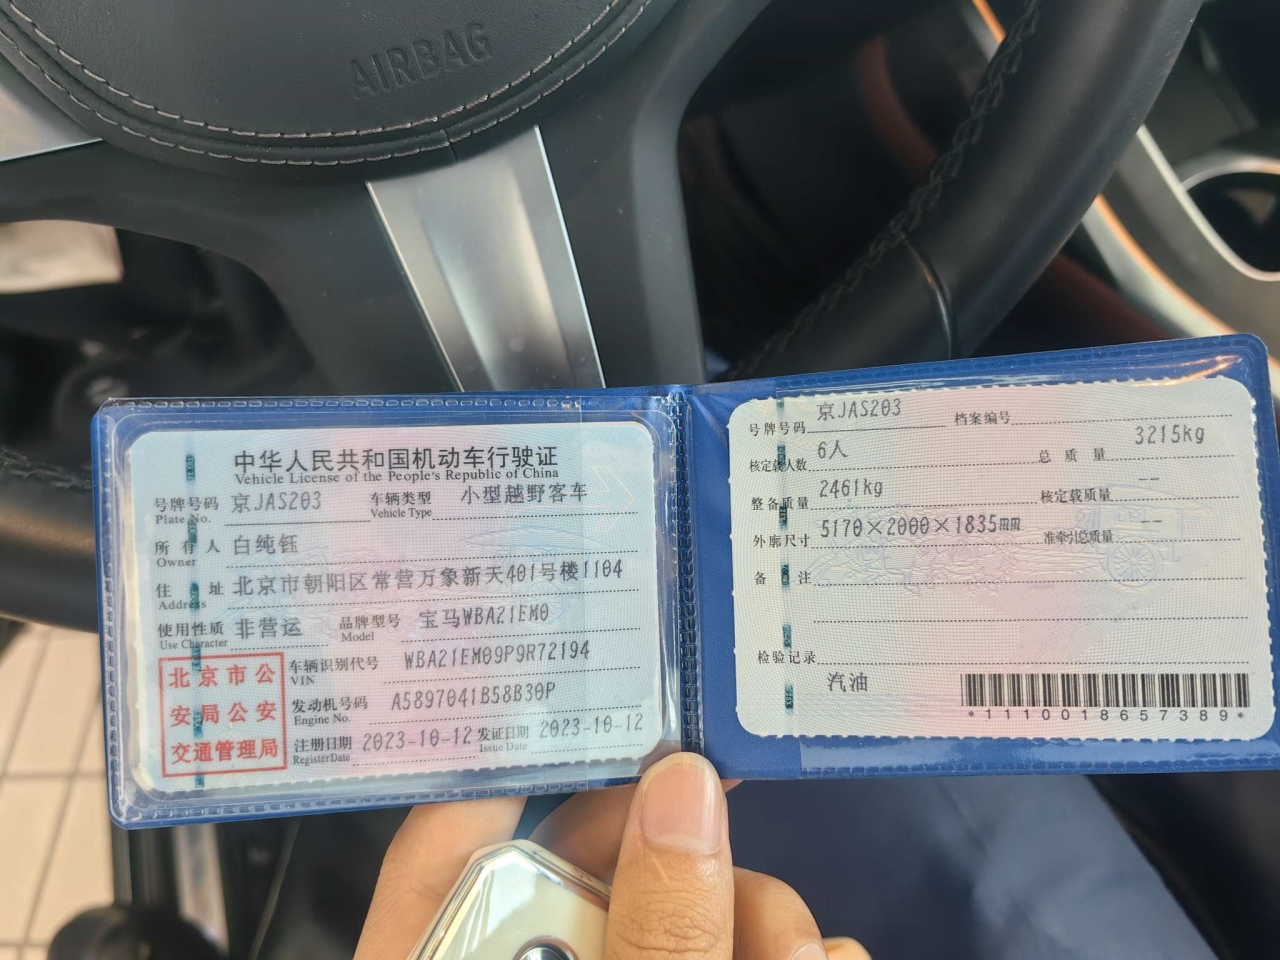 AIRBAG
中华人民共和国机动车行驶证
Vehicle License of the People's Republic of China
号牌号码 京JAS203 车辆类型 小型越野客车
Plate No. Vehicle Type
所有人 白纯钰
Owner
住址 北京市朝阳区常营万象新天401号楼1104
Address
使用性质 非营运 品牌型号 宝马WBA21EM0
Use Character Model
北京市公
安局公安
交通管理局
车辆识别代号 WBA21EM09P9R72194
VIN
发动机号码 A5897041B58B30P
Engine No.
注册日期 2023-10-12 发证日期 2023-10-12
Register Date Issue Date
号牌号码 京JAS203 档案编号
核定载人数 6人 总质量 3215kg
整备质量 2461kg 核定载质量 --
外廓尺寸 5170×2000×1835mm 准牵引总质量 --
备注
检验记录
汽油
*1110018657389*